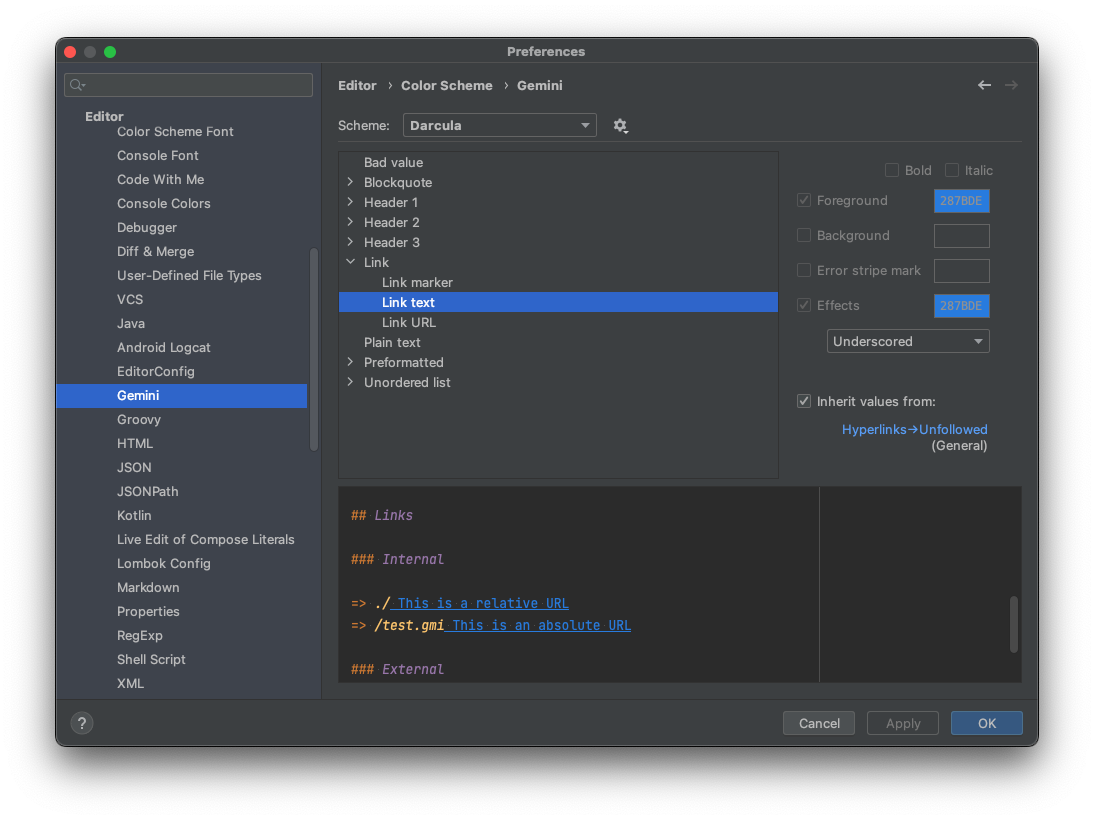 Preferences
Editor
Color Scheme Font
Console Font
Code With Me
Console Colors
Debugger
Diff & Merge
User-Defined File Types
VCS
Java
Android Logcat
EditorConfig
Gemini
Groovy
HTML
JSON
JSONPath
Kotlin
Live Edit of Compose Literals
Lombok Config
Markdown
Properties
RegExp
Shell Script
XML
Editor › Color Scheme › Gemini
Scheme: Darcula
Bad value
Blockquote
Header 1
Header 2
Header 3
Link
Link marker
Link text
Link URL
Plain text
Preformatted
Unordered list
Bold Italic
Foreground 287BDE
Background
Error stripe mark
Effects 287BDE
Underscored
Inherit values from:
Hyperlinks→Unfollowed
(General)
## Links
### Internal
=> ./ This is a relative URL
=> /test.gmi This is an absolute URL
### External
? Cancel Apply OK